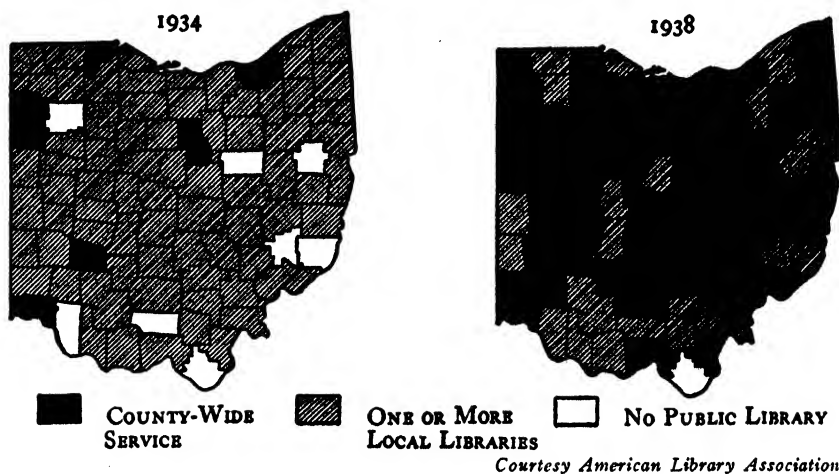 1934
1938
COUNTY-WIDE SERVICE
ONE OR MORE LOCAL LIBRARIES
NO PUBLIC LIBRARY
Courtesy American Library Association